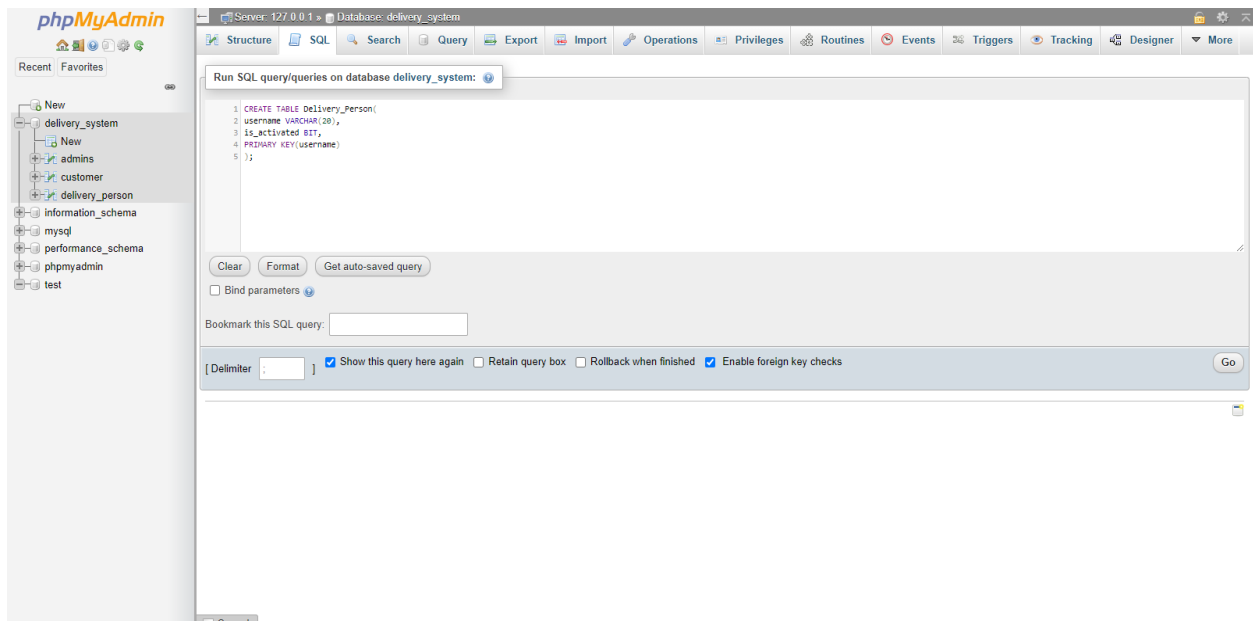 phpMyAdmin
Recent Favorites
New
delivery_system
New
admins
customer
delivery_person
information_schema
mysql
performance_schema
phpmyadmin
test
Server: 127.0.0.1 » Database: delivery_system
Structure SQL Search Query Export Import Operations Privileges Routines Events Triggers Tracking Designer More
Run SQL query/queries on database delivery_system:
1 CREATE TABLE Delivery_Person(
2 username VARCHAR(20),
3 is_activated BIT,
4 PRIMARY KEY(username)
5 );
Clear Format Get auto-saved query
Bind parameters
Bookmark this SQL query:
[ Delimiter ; ] Show this query here again Retain query box Rollback when finished Enable foreign key checks Go